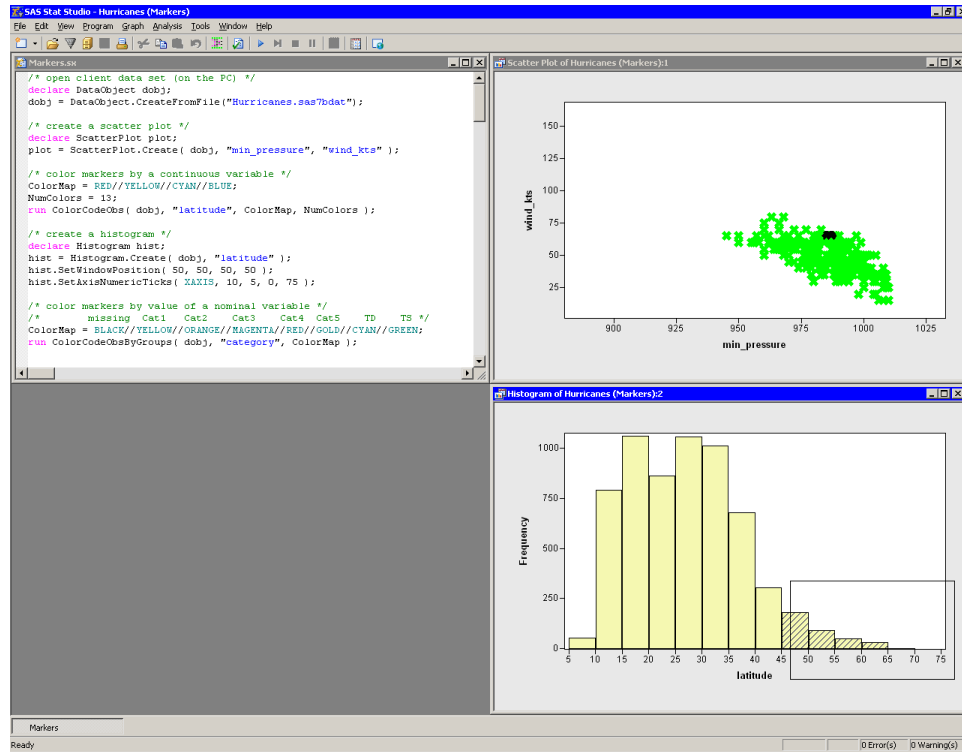 SAS Stat Studio - Hurricanes (Markers)
File Edit View Program Graph Analysis Tools Window Help
Markers.sx
/* open client data set (on the PC) */
declare DataObject dobj;
dobj = DataObject.CreateFromFile("Hurricanes.sas7bdat");
/* create a scatter plot */
declare ScatterPlot plot;
plot = ScatterPlot.Create( dobj, "min_pressure", "wind_kts" );
/* color markers by a continuous variable */
ColorMap = RED//YELLOW//CYAN//BLUE;
NumColors = 13;
run ColorCodeObs( dobj, "latitude", ColorMap, NumColors );
/* create a histogram */
declare Histogram hist;
hist = Histogram.Create( dobj, "latitude" );
hist.SetWindowPosition( 50, 50, 50, 50 );
hist.SetAxisNumericTicks( XAXIS, 10, 5, 0, 75 );
/* color markers by value of a nominal variable */
/* missing Cat1 Cat2 Cat3 Cat4 Cat5 TD TS */
ColorMap = BLACK//YELLOW//ORANGE//MAGENTA//RED//GOLD//CYAN//GREEN;
run ColorCodeObsByGroups( dobj, "category", ColorMap );
Scatter Plot of Hurricanes (Markers):1
150
125
100
75
50
25
wind_kts
900 925 950 975 1000 1025
min_pressure
Histogram of Hurricanes (Markers):2
1000
750
500
250
0
Frequency
5 10 15 20 25 30 35 40 45 50 55 60 65 70 75
latitude
Markers
Ready
0 Error(s) 0 Warning(s)